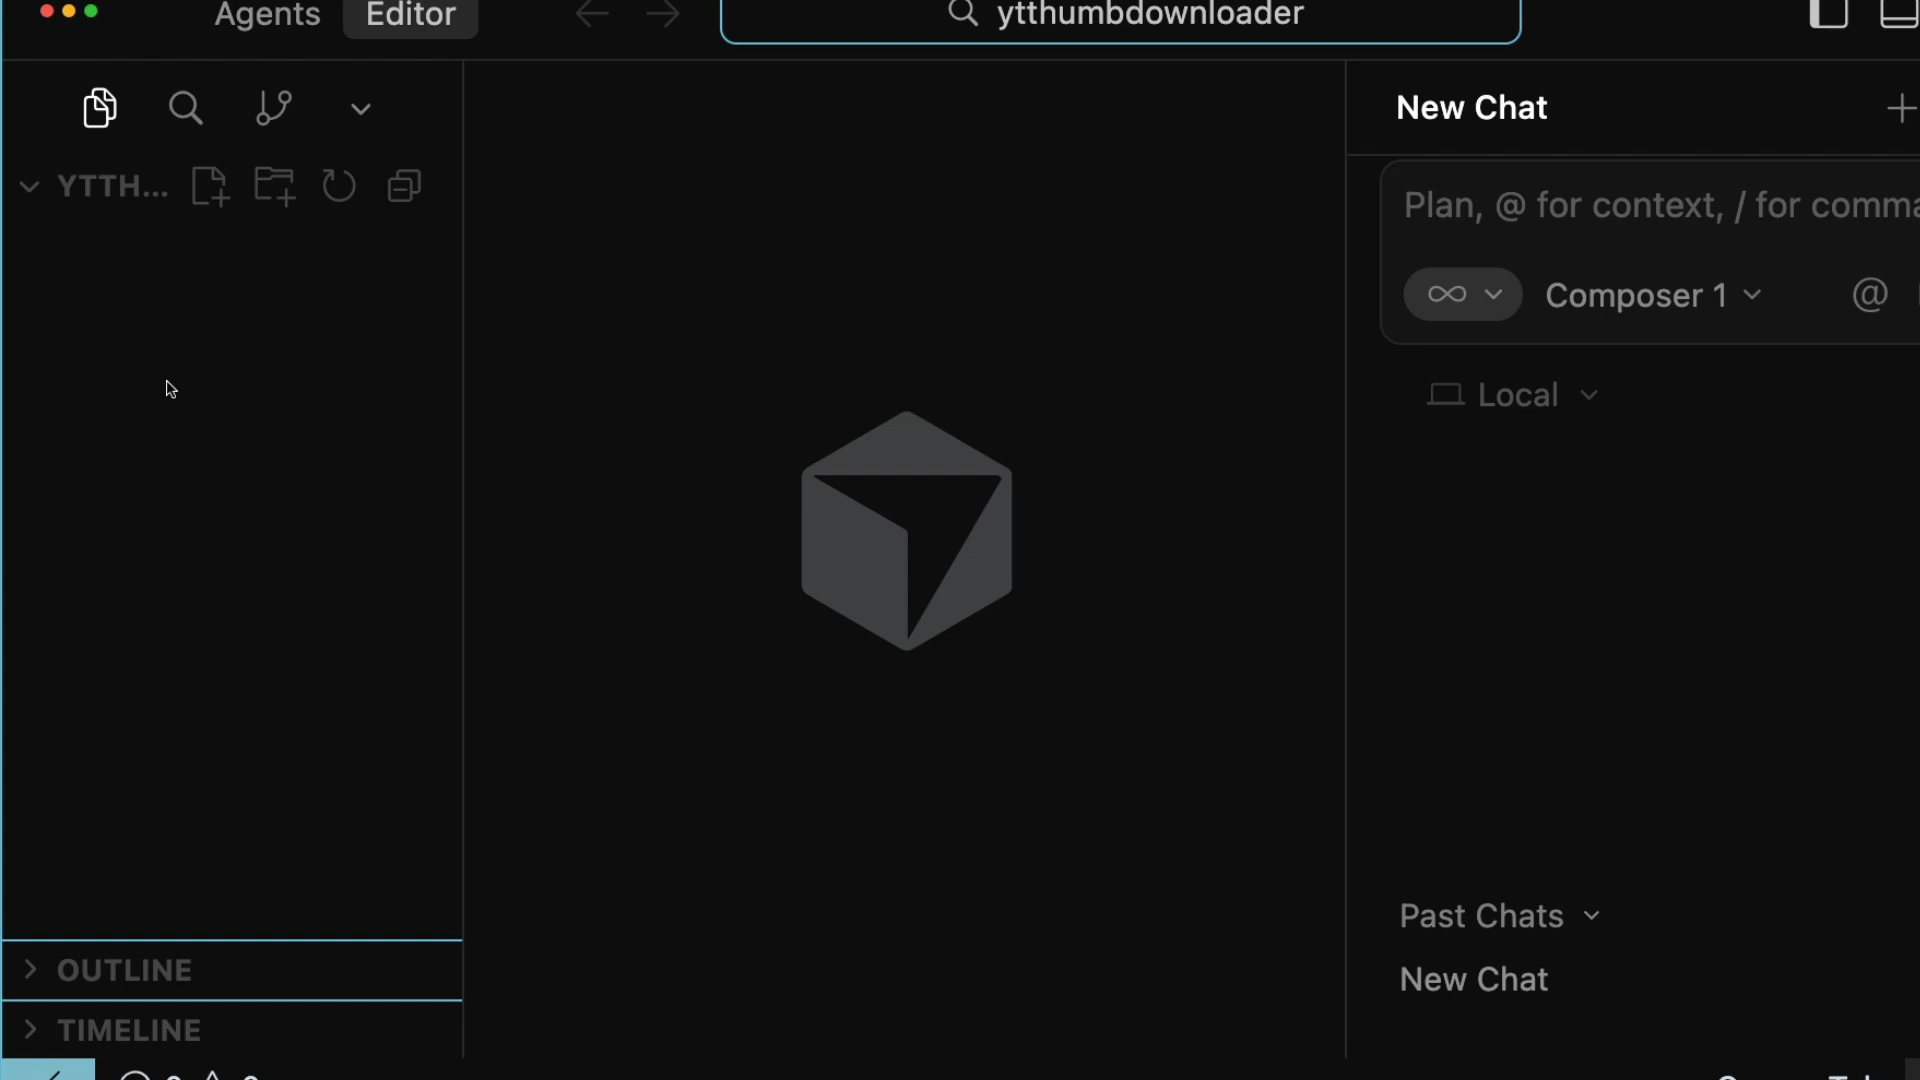 Agents
Editor
ytthumbdownloader
New Chat
YTTH...
Plan, @ for context, / for comma
Composer 1
@
Local
Past Chats
New Chat
OUTLINE
TIMELINE